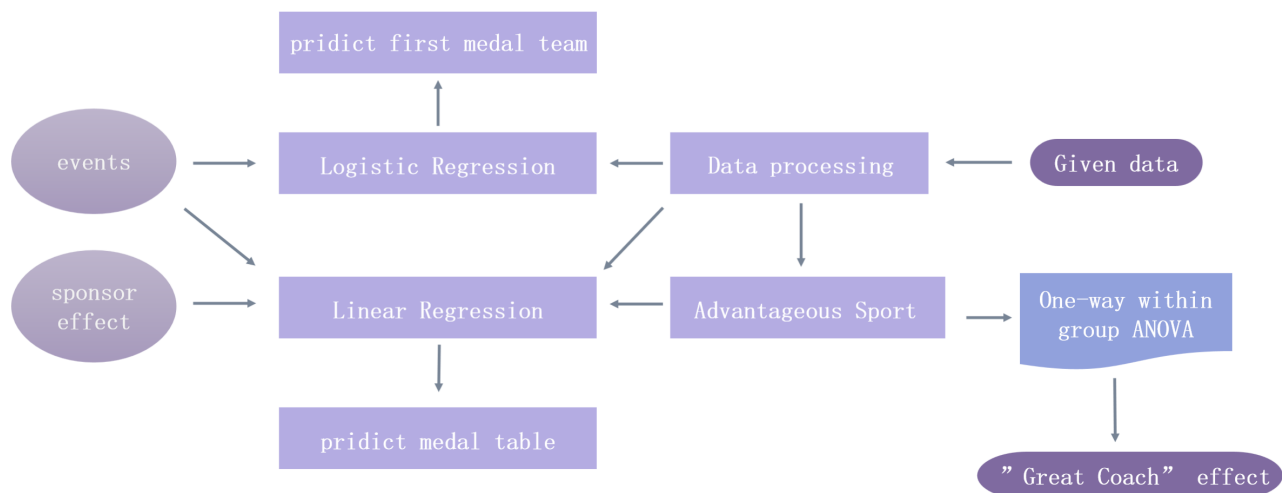 pridict first medal team
events
Logistic Regression
Data processing
Given data
sponsor
effect
Linear Regression
Advantageous Sport
One-way within
group ANOVA
pridict medal table
”Great Coach” effect